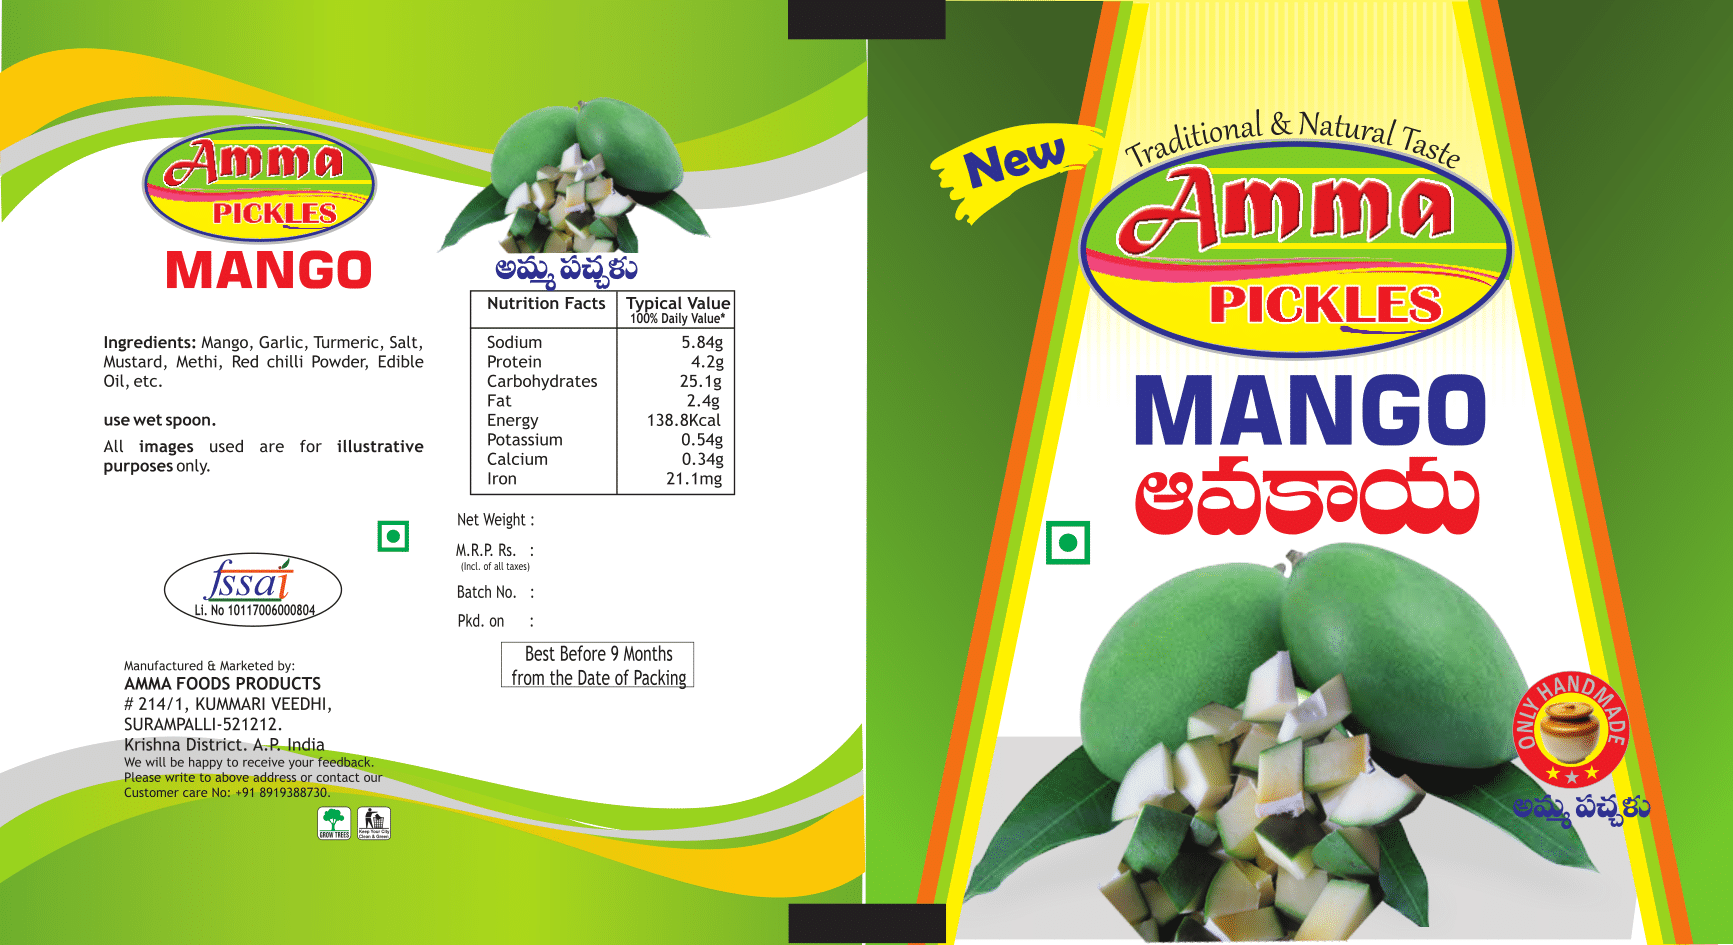 Amma
PICKLES
MANGO
Ingredients: Mango, Garlic, Turmeric, Salt,
Mustard, Methi, Red chilli Powder, Edible
Oil, etc.
use wet spoon.
All images used are for illustrative
purposes only.
fssai
Li. No 10117006000804
Manufactured & Marketed by:
AMMA FOODS PRODUCTS
# 214/1, KUMMARI VEEDHI,
SURAMPALLI-521212.
Krishna District. A.P. India
We will be happy to receive your feedback.
Please write to above address or contact our
Customer care No: +91 8919388730.
GROW TREES
Keep Your City
Clean & Green
అమ్మ పచ్చళు
Nutrition Facts Typical Value
100% Daily Value*
Sodium 5.84g
Protein 4.2g
Carbohydrates 25.1g
Fat 2.4g
Energy 138.8Kcal
Potassium 0.54g
Calcium 0.34g
Iron 21.1mg
Net Weight :
M.R.P. Rs. :
(Incl. of all taxes)
Batch No. :
Pkd. on :
Best Before 9 Months
from the Date of Packing
New
Traditional & Natural Taste
Amma
PICKLES
MANGO
ఆవకాయ
ONLY HANDMADE
అమ్మ పచ్చళు